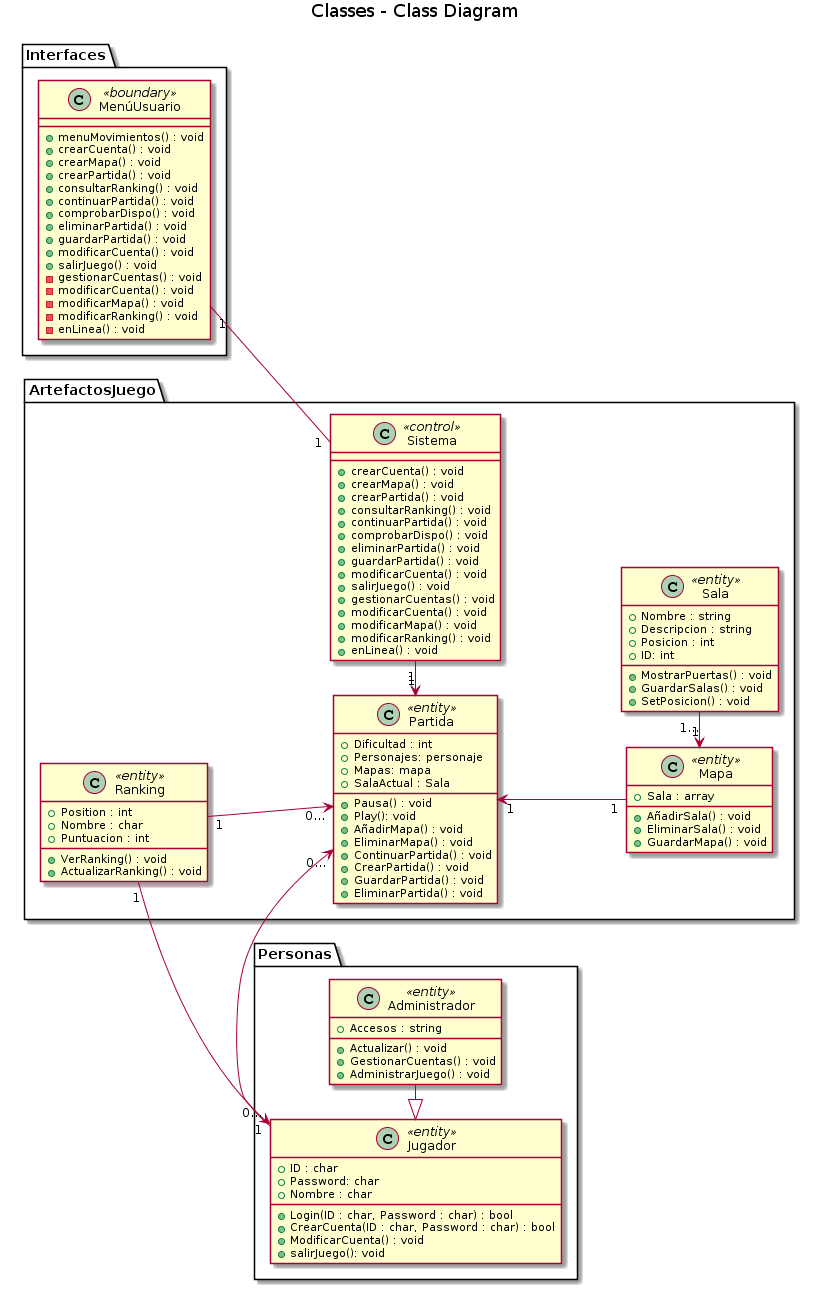 Classes - Class Diagram
Interfaces
C «boundary»
MenúUsuario
menuMovimientos() : void
crearCuenta() : void
crearMapa() : void
crearPartida() : void
consultarRanking() : void
continuarPartida() : void
comprobarDispo() : void
eliminarPartida() : void
guardarPartida() : void
modificarCuenta() : void
salirJuego() : void
gestionarCuentas() : void
modificarCuenta() : void
modificarMapa() : void
modificarRanking() : void
enLinea() : void
1
1
ArtefactosJuego
C «control»
Sistema
crearCuenta() : void
crearMapa() : void
crearPartida() : void
consultarRanking() : void
continuarPartida() : void
comprobarDispo() : void
eliminarPartida() : void
guardarPartida() : void
modificarCuenta() : void
salirJuego() : void
gestionarCuentas() : void
modificarCuenta() : void
modificarMapa() : void
modificarRanking() : void
enLinea() : void
1
1
C «entity»
Sala
Nombre : string
Descripcion : string
Posicion : int
ID: int
MostrarPuertas() : void
GuardarSalas() : void
SetPosicion() : void
1..
1
C «entity»
Partida
Dificultad : int
Personajes: personaje
Mapas: mapa
SalaActual : Sala
Pausa() : void
Play(): void
AñadirMapa() : void
EliminarMapa() : void
ContinuarPartida() : void
CrearPartida() : void
GuardarPartida() : void
EliminarPartida() : void
C «entity»
Mapa
Sala : array
AñadirSala() : void
EliminarSala() : void
GuardarMapa() : void
1
1
C «entity»
Ranking
Position : int
Nombre : char
Puntuacion : int
VerRanking() : void
ActualizarRanking() : void
1
0...
0...
1
Personas
C «entity»
Administrador
Accesos : string
Actualizar() : void
GestionarCuentas() : void
AdministrarJuego() : void
0...
1
C «entity»
Jugador
ID : char
Password: char
Nombre : char
Login(ID : char, Password : char) : bool
CrearCuenta(ID : char, Password : char) : bool
ModificarCuenta() : void
salirJuego(): void